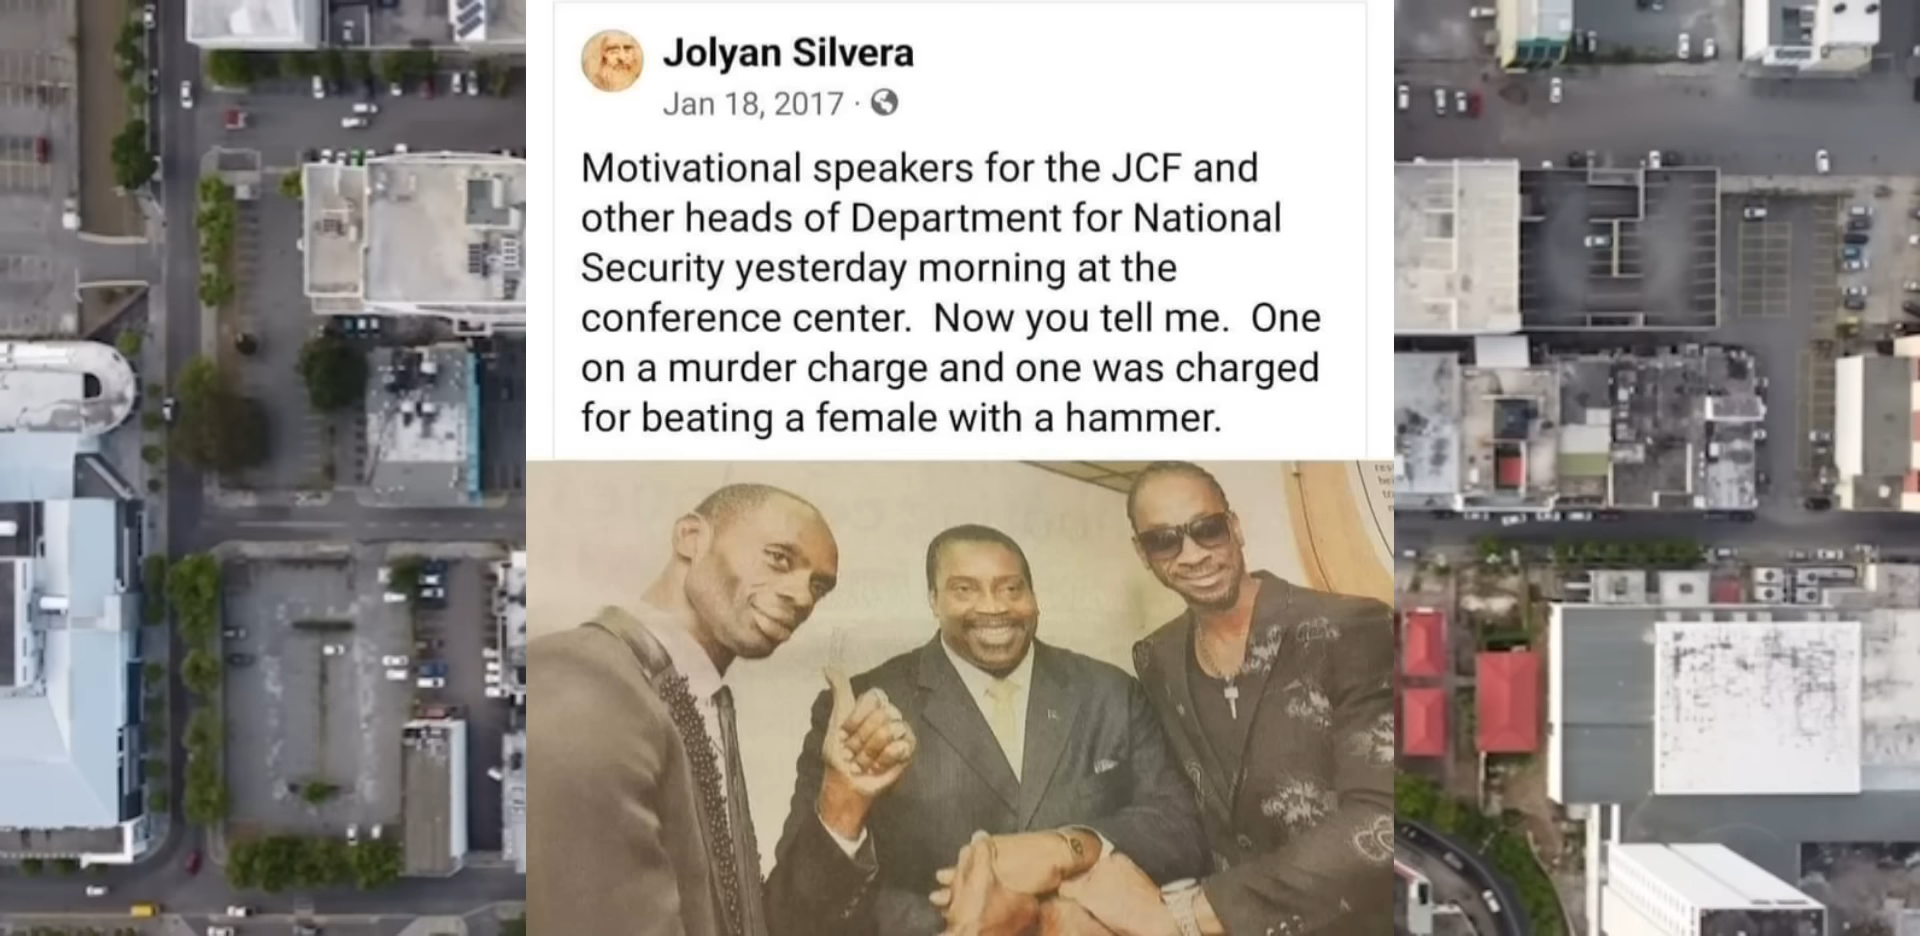 Jolyan Silvera
Jan 18, 2017 ·
Motivational speakers for the JCF and
other heads of Department for National
Security yesterday morning at the
conference center.  Now you tell me.  One
on a murder charge and one was charged
for beating a female with a hammer.